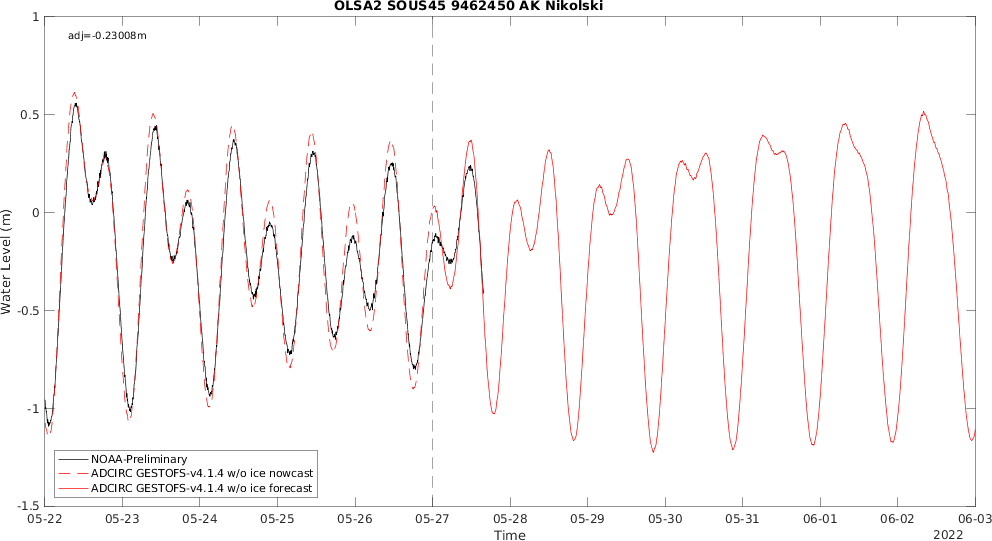 OLSA2 SOUS45 9462450 AK Nikolski
adj=-0.23008m
Water Level (m)
1
0.5
0
-0.5
-1
-1.5
NOAA-Preliminary
ADCIRC GESTOFS-v4.1.4 w/o ice nowcast
ADCIRC GESTOFS-v4.1.4 w/o ice forecast
05-22 05-23 05-24 05-25 05-26 05-27 05-28 05-29 05-30 05-31 06-01 06-02 06-03
Time
2022